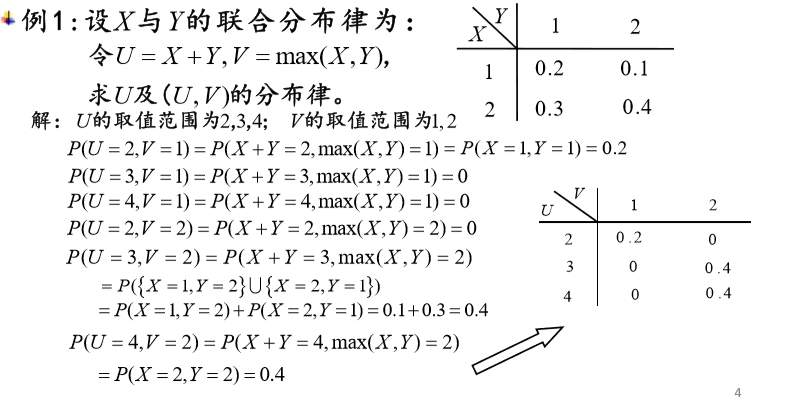 例1:设X与Y的联合分布律为：
令U = X + Y, V = max(X, Y),
求U及(U, V)的分布律。
X Y 1 2
1 0.2 0.1
2 0.3 0.4
解：U的取值范围为2,3,4； V的取值范围为1, 2
P(U = 2, V = 1) = P(X + Y = 2, max(X, Y) = 1) = P(X = 1, Y = 1) = 0.2
P(U = 3, V = 1) = P(X + Y = 3, max(X, Y) = 1) = 0
P(U = 4, V = 1) = P(X + Y = 4, max(X, Y) = 1) = 0
P(U = 2, V = 2) = P(X + Y = 2, max(X, Y) = 2) = 0
P(U = 3, V = 2) = P(X + Y = 3, max(X, Y) = 2)
= P({X = 1, Y = 2}∪{X = 2, Y = 1})
= P(X = 1, Y = 2) + P(X = 2, Y = 1) = 0.1 + 0.3 = 0.4
P(U = 4, V = 2) = P(X + Y = 4, max(X, Y) = 2)
= P(X = 2, Y = 2) = 0.4
U V 1 2
2 0.2 0
3 0 0.4
4 0 0.4
4